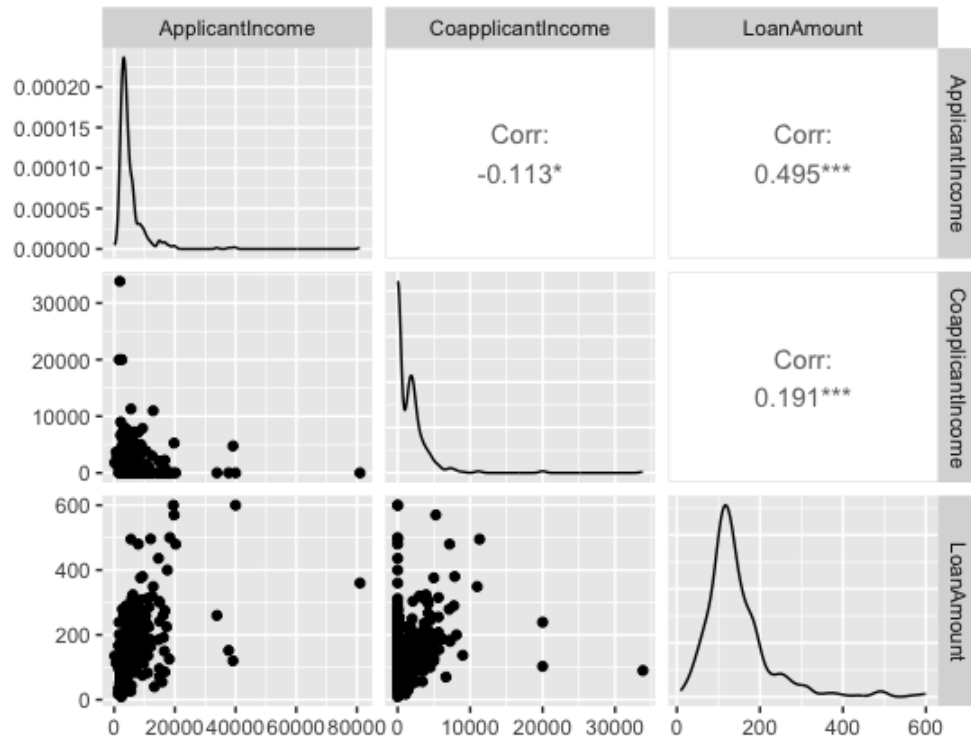 ApplicantIncome CoapplicantIncome LoanAmount
0.00020
0.00015
0.00010
0.00005
0.00000
Corr:
-0.113*
Corr:
0.495***
ApplicantIncome
30000
20000
10000
0
Corr:
0.191***
CoapplicantIncome
600
400
200
0
LoanAmount
0 20000 40000 60000 80000 0 10000 20000 30000 0 200 400 600